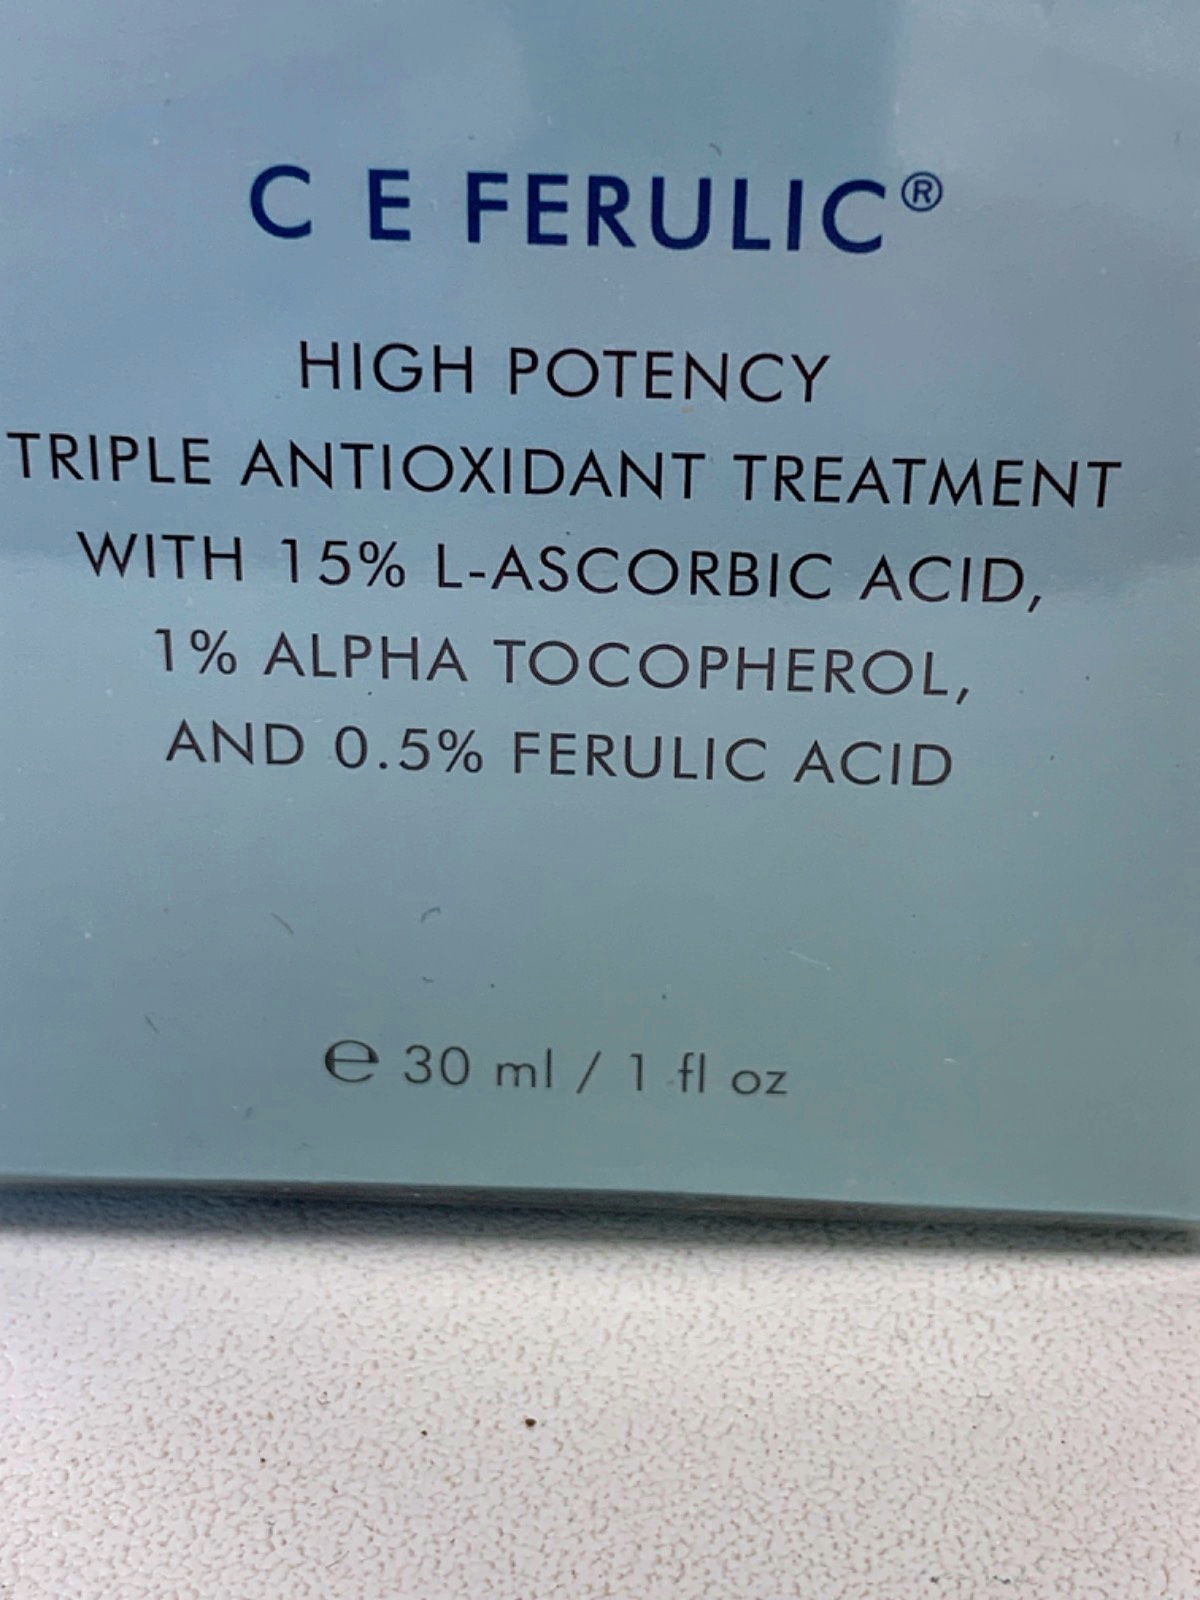 C E FERULIC®
HIGH POTENCY
TRIPLE ANTIOXIDANT TREATMENT
WITH 15% L-ASCORBIC ACID,
1% ALPHA TOCOPHEROL,
AND 0.5% FERULIC ACID
℮ 30 ml / 1 fl oz